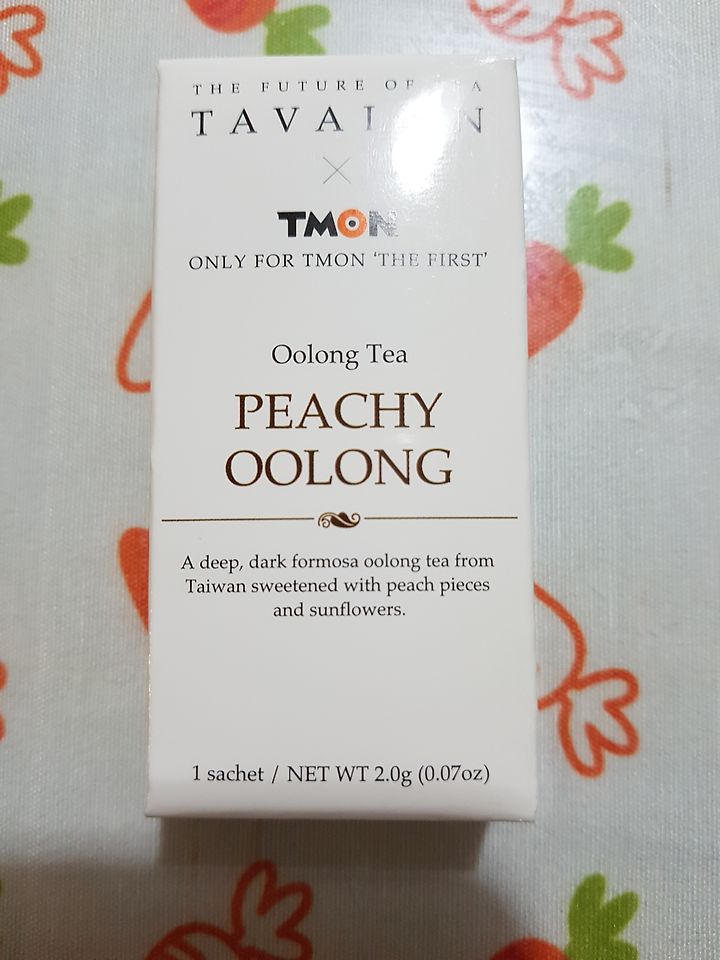 THE FUTURE OF
TMON
ONLY FOR TMON 'THE FIRST'
Oolong Tea
PEACHY
OOLONG
A deep, dark formosa oolong tea from
Taiwan sweetened with peach pieces
and sunflowers.
1 sachet / NET WT 2.0g (0.07oz)